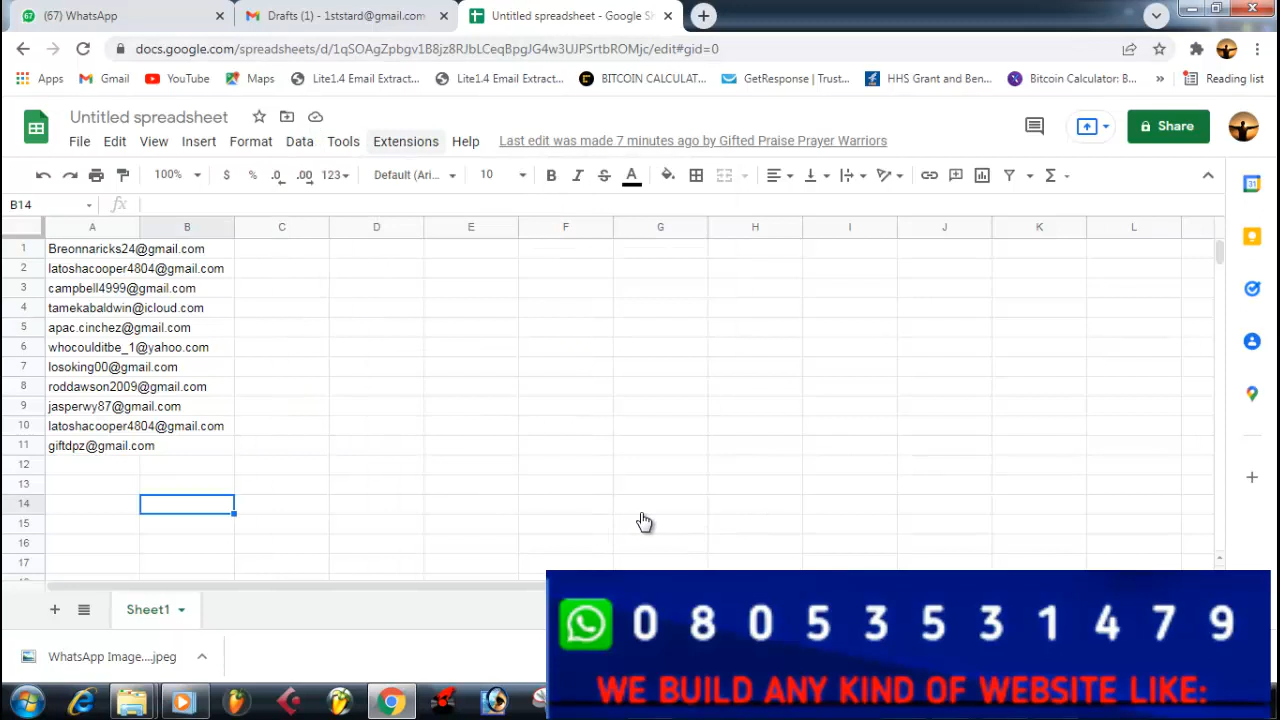 (67) WhatsApp
Drafts (1) - 1ststard@gmail.com
Untitled spreadsheet - Google Sh
docs.google.com/spreadsheets/d/1qSOAgZpbgv1B8jz8RJbLCeqBpgJG4w3UJPSrtbROMjc/edit#gid=0
Apps Gmail YouTube Maps Lite1.4 Email Extract... Lite1.4 Email Extract... BITCOIN CALCULAT... GetResponse | Trust... HHS Grant and Ben... Bitcoin Calculator: B... » Reading list
Untitled spreadsheet
Share
File Edit View Insert Format Data Tools Extensions Help Last edit was made 7 minutes ago by Gifted Praise Prayer Warriors
100% $ % .0 .00 123 Default (Ari... 10 B I S A Σ
B14 fx
A B C D E F G H I J K L
1 Breonnaricks24@gmail.com
2 latoshacooper4804@gmail.com
3 campbell4999@gmail.com
4 tamekabaldwin@icloud.com
5 apac.cinchez@gmail.com
6 whocoulditbe_1@yahoo.com
7 losoking00@gmail.com
8 roddawson2009@gmail.com
9 jasperwy87@gmail.com
10 latoshacooper4804@gmail.com
11 giftdpz@gmail.com
12
13
14
15
16
17
Sheet1
WhatsApp Image....jpeg
0 8 0 5 3 5 3 1 4 7 9
WE BUILD ANY KIND OF WEBSITE LIKE: